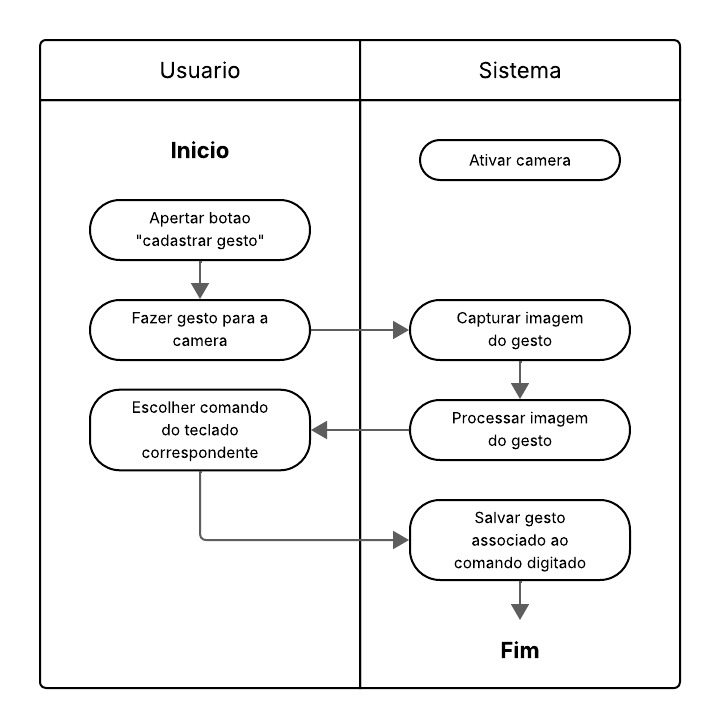 Usuario
Sistema
Inicio
Ativar camera
Apertar botao
"cadastrar gesto"
Fazer gesto para a
camera
Capturar imagem
do gesto
Processar imagem
do gesto
Escolher comando
do teclado
correspondente
Salvar gesto
associado ao
comando digitado
Fim